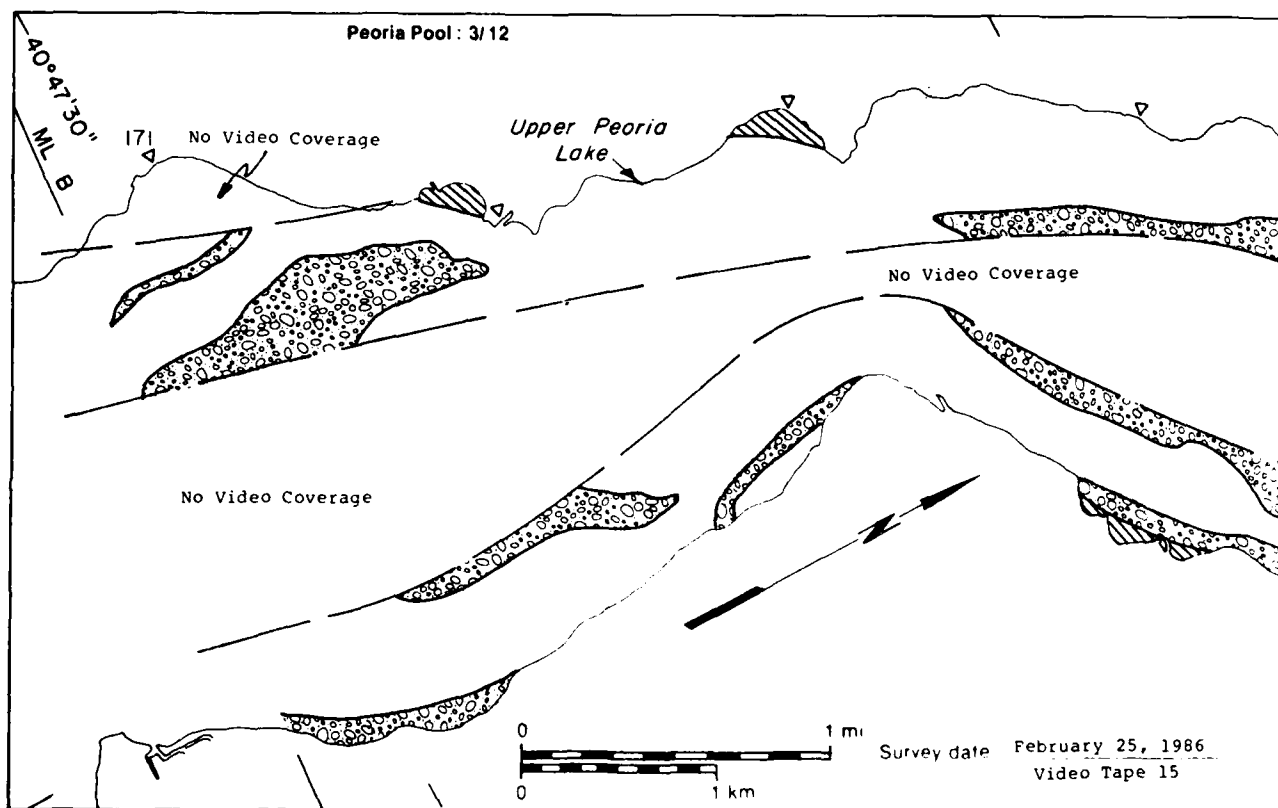 Peoria Pool : 3/12
40°47'30"
ML B
171
No Video Coverage
Upper Peoria
Lake
No Video Coverage
No Video Coverage
N
0
1 mi
0
1 km
Survey date February 25, 1986
Video Tape 15